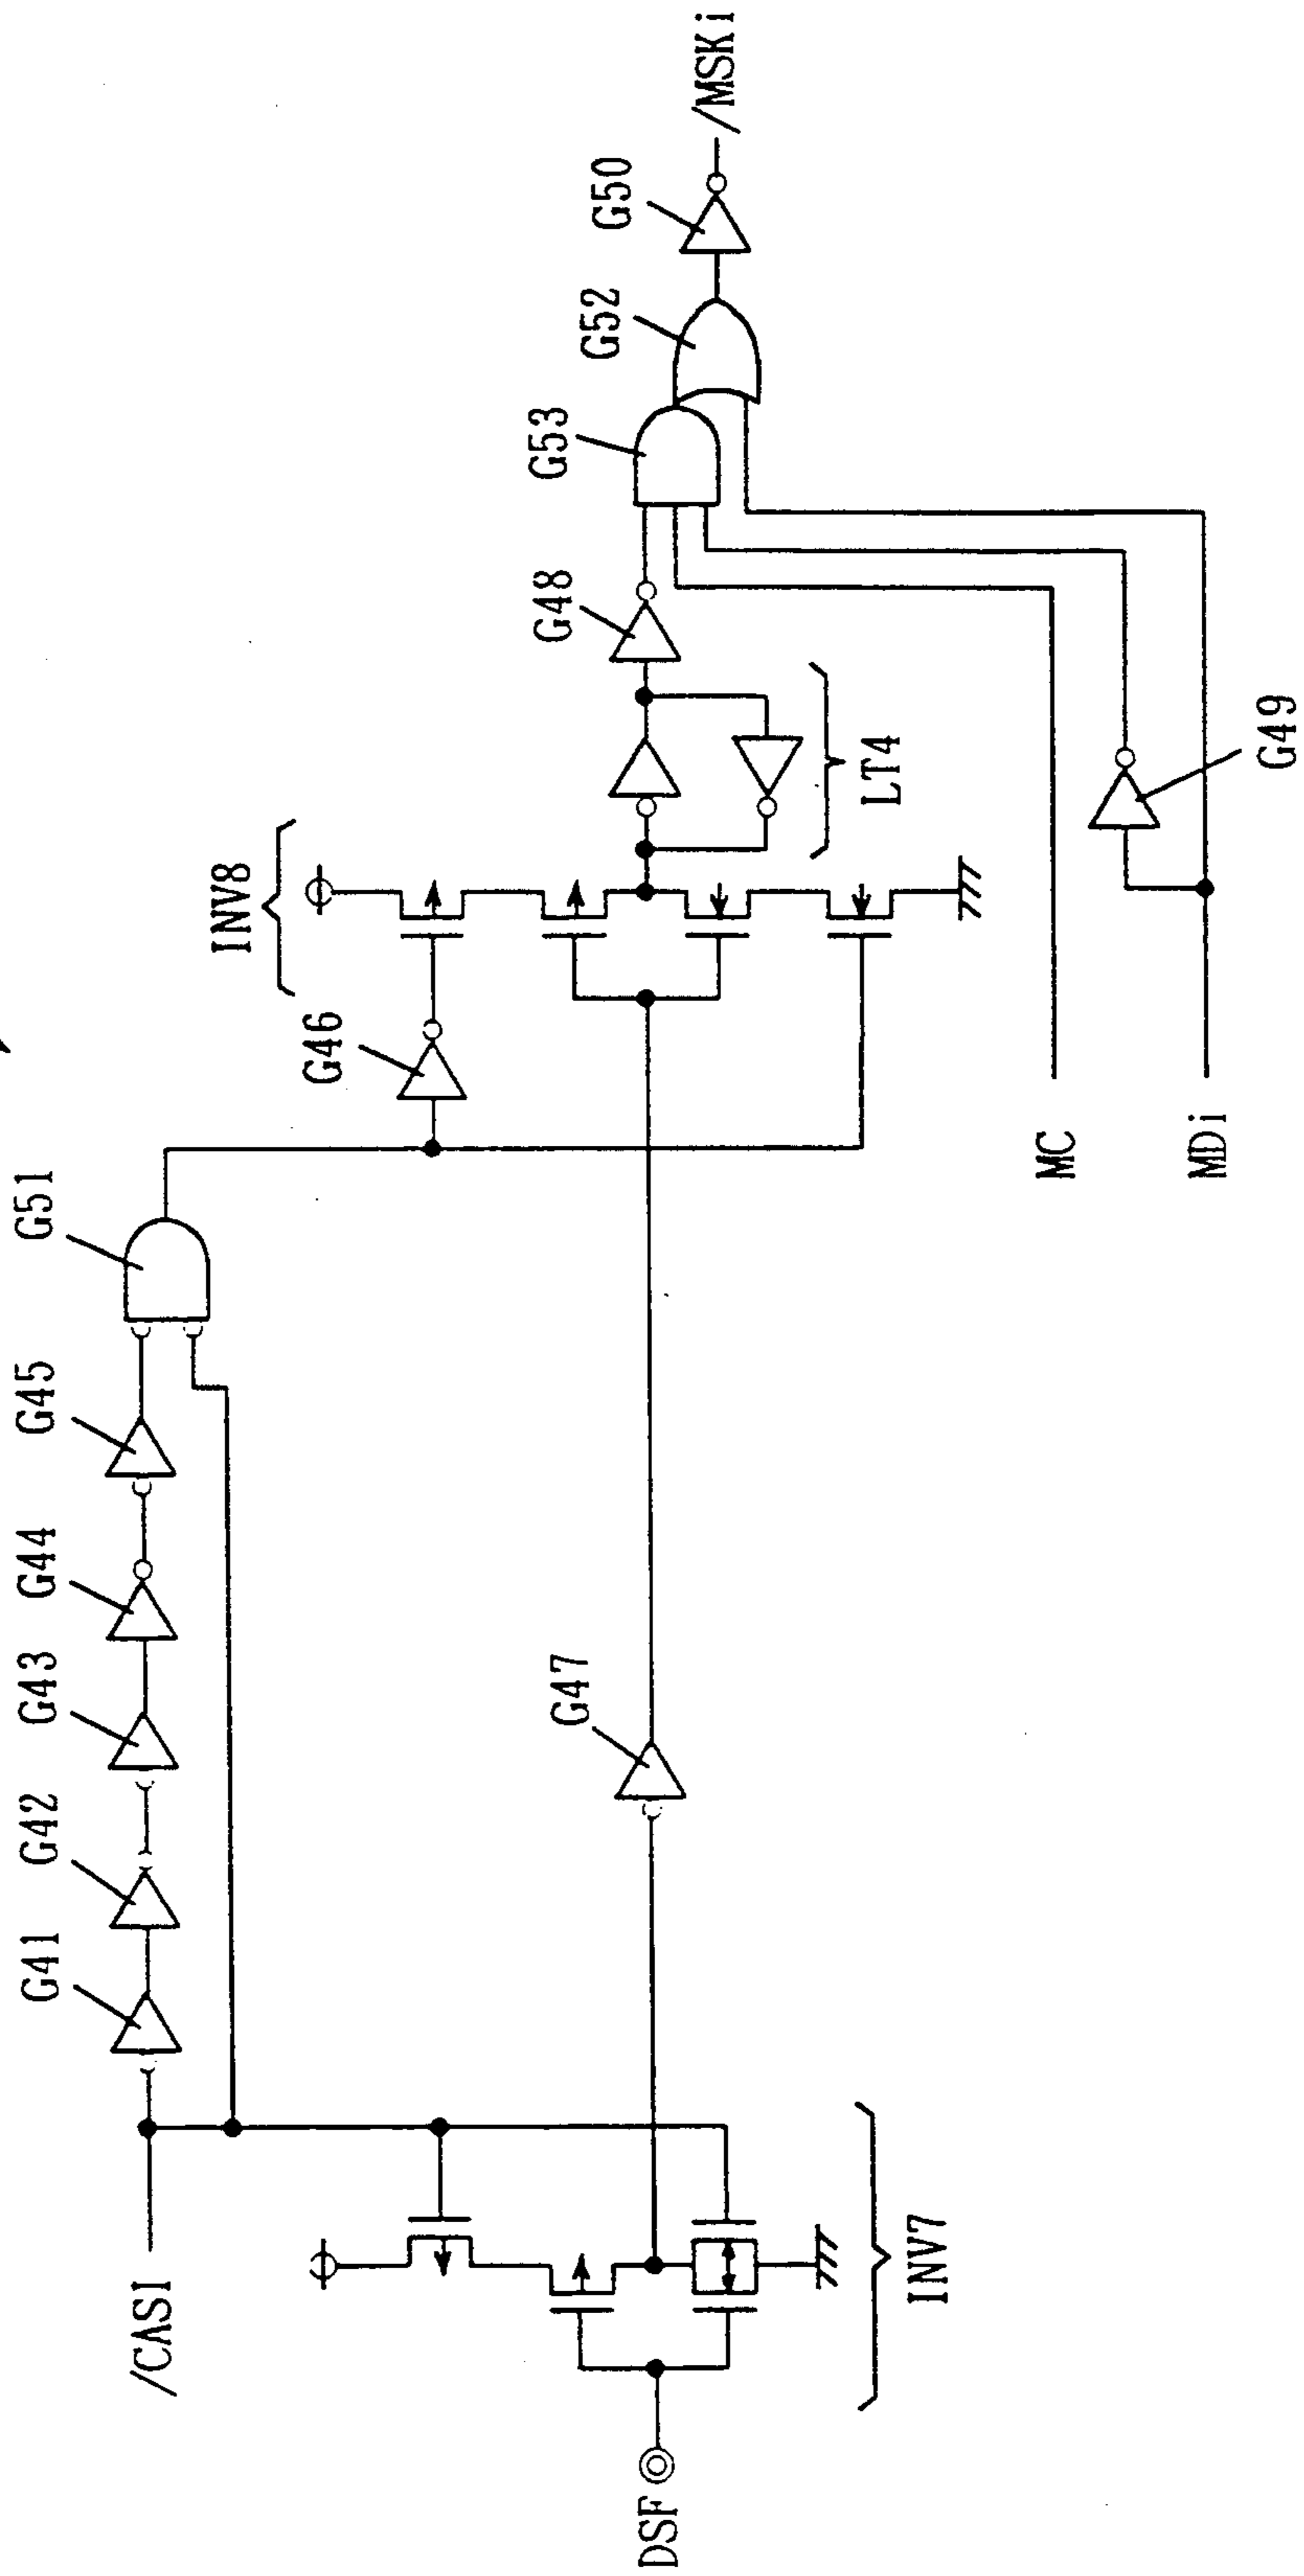 /CASI
DSF
INV7
G41
G42
G43
G44
G45
G51
G47
G46
INV8
LT4
G48
G53
G52
G50
/MSKi
MC
MDi
G49